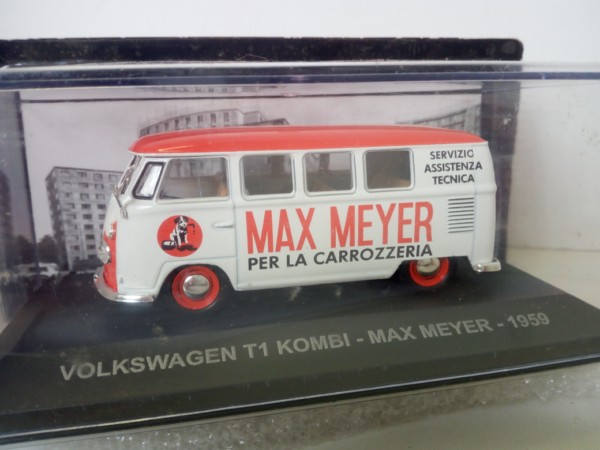 SERVIZIO
ASSISTENZA
TECNICA
MAX MEYER
PER LA CARROZZERIA
VOLKSWAGEN T1 KOMBI - MAX MEYER - 1959